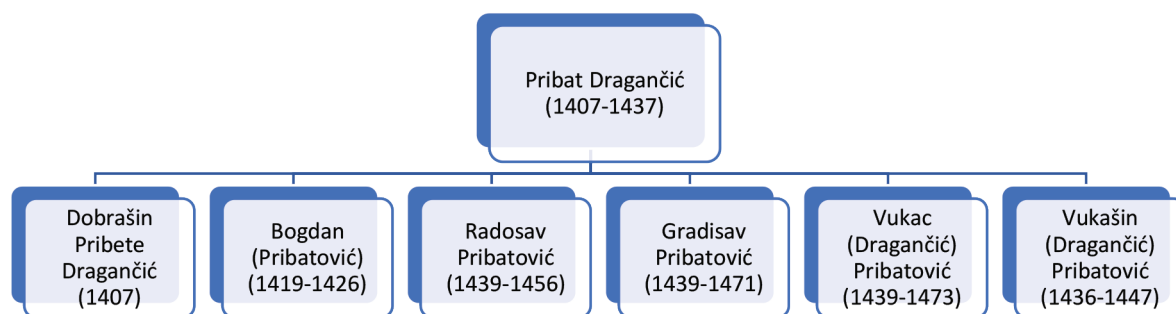 Pribat Dragančić
(1407-1437)
Dobrašin
Pribete
Dragančić
(1407)
Bogdan
(Pribatović)
(1419-1426)
Radosav
Pribatović
(1439-1456)
Gradisav
Pribatović
(1439-1471)
Vukac
(Dragančić)
Pribatović
(1439-1473)
Vukašin
(Dragančić)
Pribatović
(1436-1447)